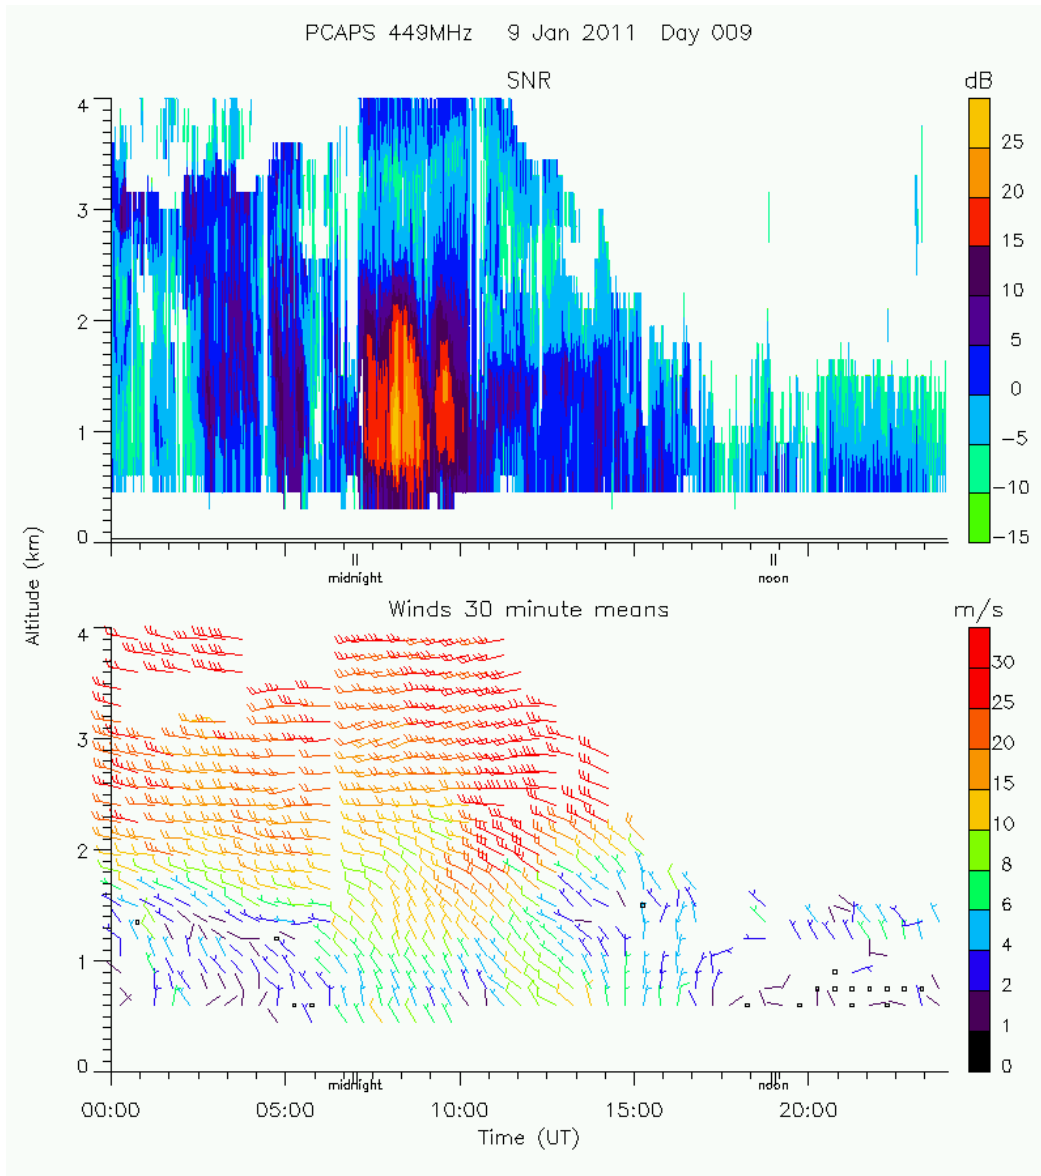 PCAPS 449MHz 9 Jan 2011 Day 009
SNR
dB
4
3
2
1
0
25
20
15
10
5
0
−5
−10
−15
midnight
noon
Altitude (km)
Winds 30 minute means
m/s
4
3
2
1
0
30
25
20
15
10
8
6
4
2
1
0
midnight
noon
00:00 05:00 10:00 15:00 20:00
Time (UT)